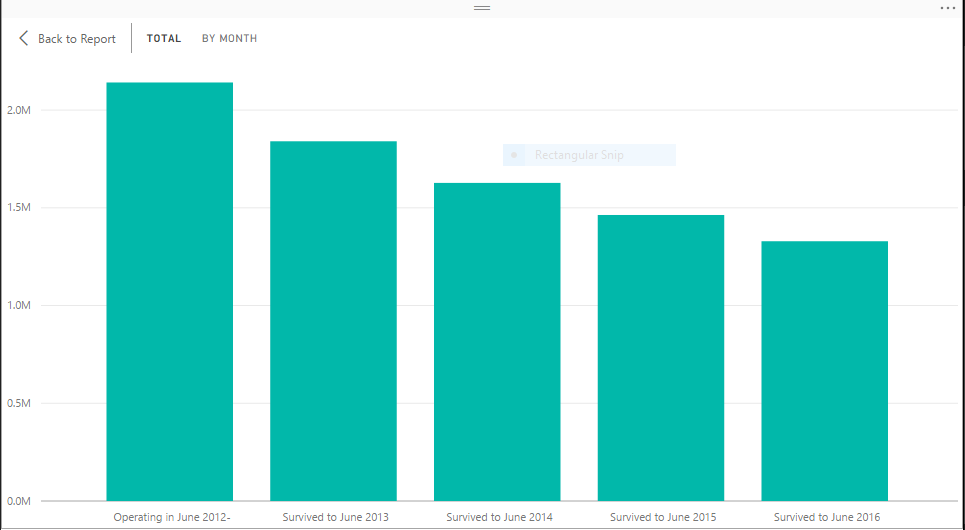 Back to Report
TOTAL
BY MONTH
2.0M
Rectangular Snip
1.5M
1.0M
0.5M
0.0M
Operating in June 2012-
Survived to June 2013
Survived to June 2014
Survived to June 2015
Survived to June 2016